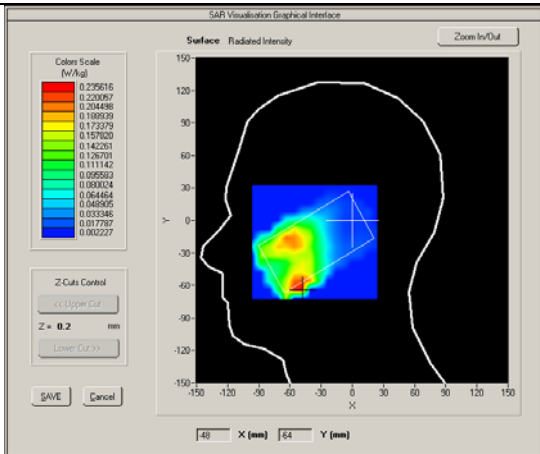 SAR Visualisation Graphical Interface
Surface Radiated Intensity
Zoom In/Out
Colors Scale
(W/kg)
0.235616
0.220057
0.204498
0.188939
0.173379
0.157820
0.142261
0.126701
0.111142
0.095583
0.080024
0.064464
0.048905
0.033346
0.017787
0.002227
Z-Cuts Control
<< Upper Cut
Z = 0.2 mm
Lower Cut >>
SAVE Cancel
150
120
90
60
30
0
-30
-60
-90
-120
-150
Y
-150 -120 -90 -60 -30 0 30 60 90 120 150
X
-48 X (mm) -64 Y (mm)